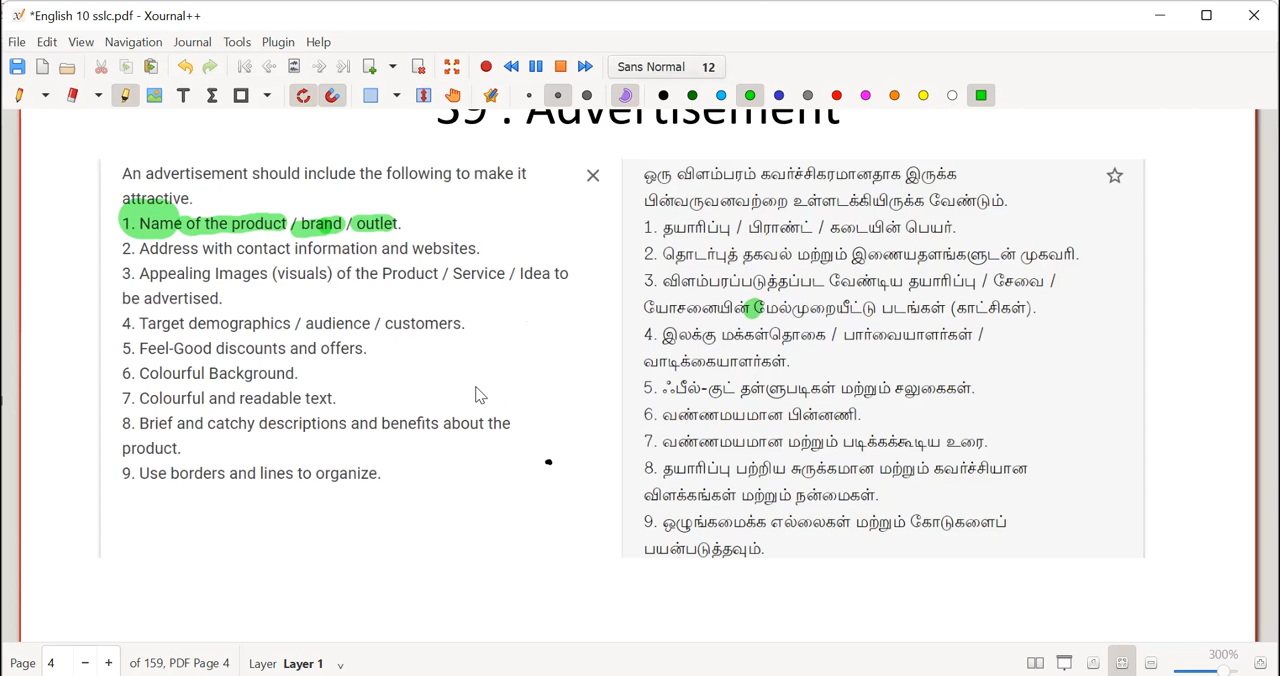 *English 10 sslc.pdf - Xournal++
File Edit View Navigation Journal Tools Plugin Help
Sans Normal 12
39 : Advertisement
An advertisement should include the following to make it
attractive.
1. Name of the product / brand / outlet.
2. Address with contact information and websites.
3. Appealing Images (visuals) of the Product / Service / Idea to
be advertised.
4. Target demographics / audience / customers.
5. Feel-Good discounts and offers.
6. Colourful Background.
7. Colourful and readable text.
8. Brief and catchy descriptions and benefits about the
product.
9. Use borders and lines to organize.
ஒரு விளம்பரம் கவர்ச்சிகரமானதாக இருக்க
பின்வருவனவற்றை உள்ளடக்கியிருக்க வேண்டும்.
1. தயாரிப்பு / பிராண்ட் / கடையின் பெயர்.
2. தொடர்புத் தகவல் மற்றும் இணையதளங்களுடன் முகவரி.
3. விளம்பரப்படுத்தப்பட வேண்டிய தயாரிப்பு / சேவை /
யோசனையின் மேல்முறையீட்டு படங்கள் (காட்சிகள்).
4. இலக்கு மக்கள்தொகை / பார்வையாளர்கள் /
வாடிக்கையாளர்கள்.
5. ஃபீல்-குட் தள்ளுபடிகள் மற்றும் சலுகைகள்.
6. வண்ணமயமான பின்னணி.
7. வண்ணமயமான மற்றும் படிக்கக்கூடிய உரை.
8. தயாரிப்பு பற்றிய சுருக்கமான மற்றும் கவர்ச்சியான
விளக்கங்கள் மற்றும் நன்மைகள்.
9. ஒழுங்கமைக்க எல்லைகள் மற்றும் கோடுகளைப்
பயன்படுத்தவும்.
Page 4 of 159, PDF Page 4 Layer Layer 1 300%